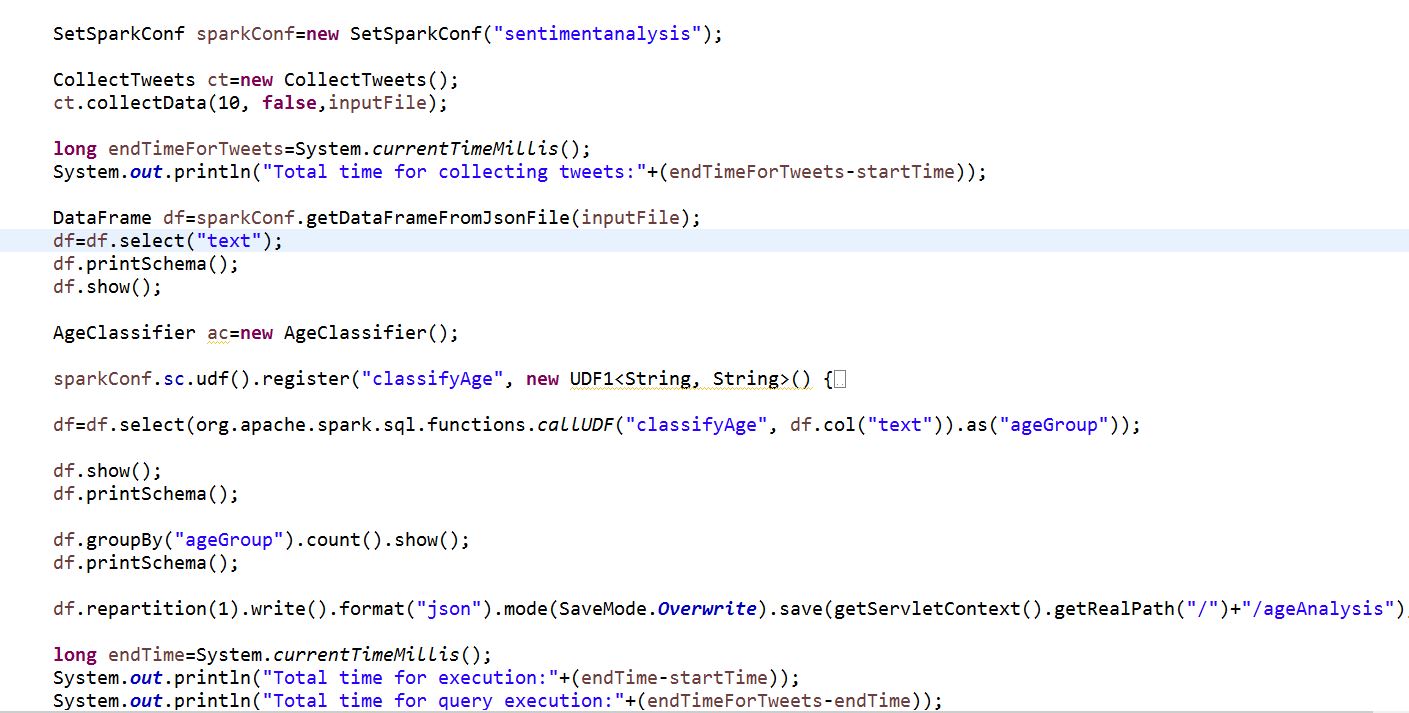 SetSparkConf sparkConf=new SetSparkConf("sentimentanalysis");
CollectTweets ct=new CollectTweets();
ct.collectData(10, false,inputFile);
long endTimeForTweets=System.currentTimeMillis();
System.out.println("Total time for collecting tweets:"+(endTimeForTweets-startTime));
DataFrame df=sparkConf.getDataFrameFromJsonFile(inputFile);
df=df.select("text");
df.printSchema();
df.show();
AgeClassifier ac=new AgeClassifier();
sparkConf.sc.udf().register("classifyAge", new UDF1<String, String>() {
df=df.select(org.apache.spark.sql.functions.callUDF("classifyAge", df.col("text")).as("ageGroup"));
df.show();
df.printSchema();
df.groupBy("ageGroup").count().show();
df.printSchema();
df.repartition(1).write().format("json").mode(SaveMode.Overwrite).save(getServletContext().getRealPath("/")+"/ageAnalysis")
long endTime=System.currentTimeMillis();
System.out.println("Total time for execution:"+(endTime-startTime));
System.out.println("Total time for query execution:"+(endTimeForTweets-endTime));